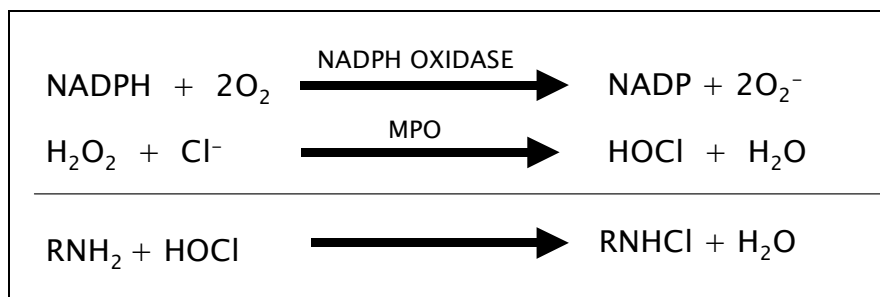 NADPH OXIDASE
NADPH + 2O₂ NADP + 2O₂⁻
MPO
H₂O₂ + Cl⁻ HOCl + H₂O
RNH₂ + HOCl RNHCl + H₂O